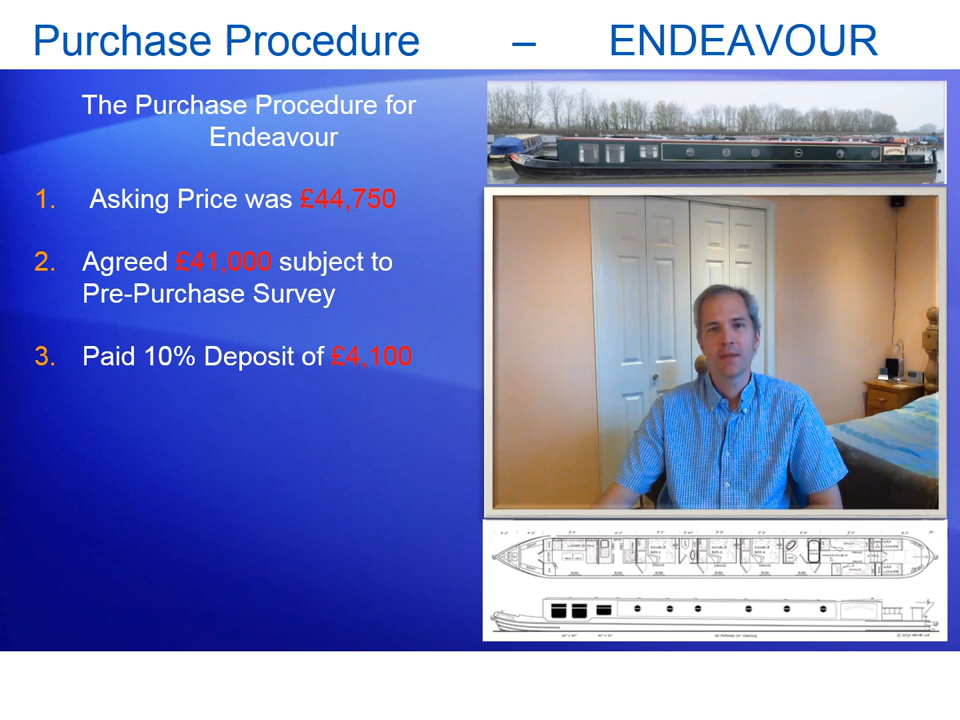 Purchase Procedure – ENDEAVOUR
The Purchase Procedure for
Endeavour
1. Asking Price was £44,750
2. Agreed £41,000 subject to
Pre-Purchase Survey
3. Paid 10% Deposit of £4,100